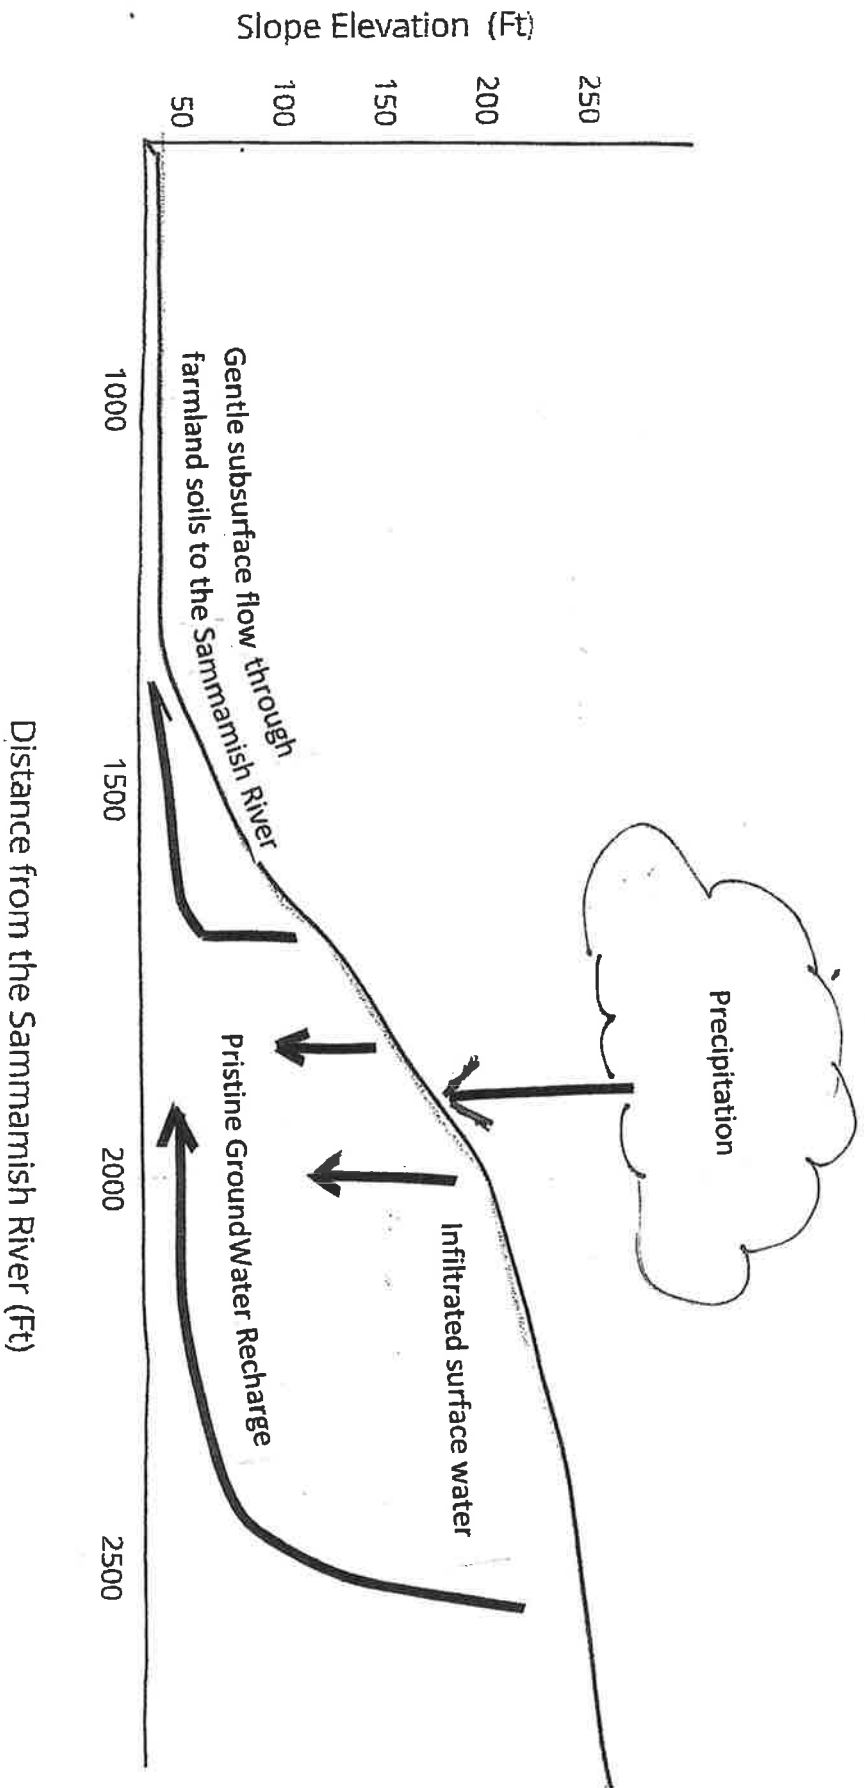 Slope Elevation (Ft)
250
200
150
100
50
Precipitation
Gentle subsurface flow through
farmland soils to the Sammamish River
Infiltrated surface water
Pristine GroundWater Recharge
1000
1500
2000
2500
Distance from the Sammamish River (Ft)